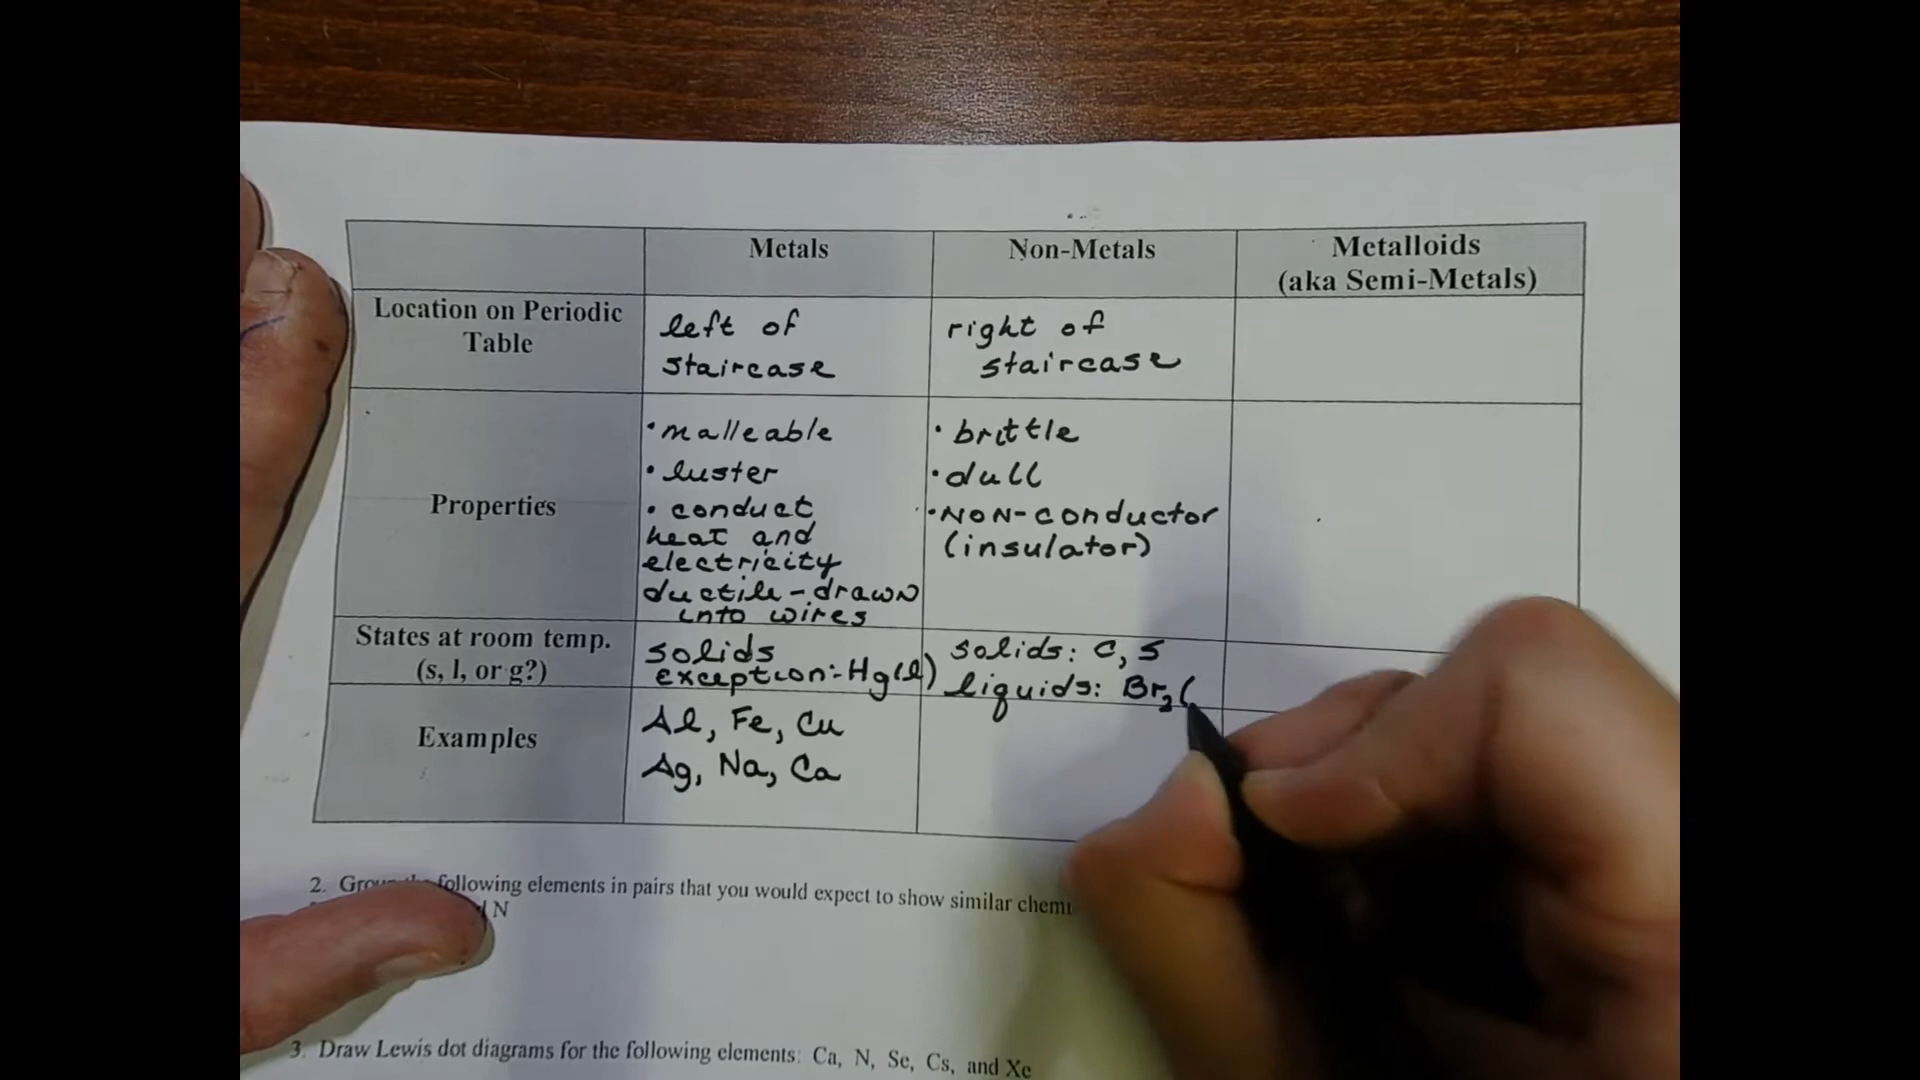 Metals
Non-Metals
Metalloids
(aka Semi-Metals)
Location on Periodic
Table
left of
staircase
right of
staircase
Properties
• malleable
• luster
• conduct
heat and
electricity
ductile - drawn
into wires
• brittle
• dull
• NON-conductor
(insulator)
States at room temp.
(s, l, or g?)
solids
exception: Hg(l)
solids: C, S
liquids: Br₂(
Examples
Al, Fe, Cu
Ag, Na, Ca
2. following elements in pairs that you would expect to show similar
N
3. Draw Lewis dot diagrams for the following elements: Ca, N, Se, Cs, and Xe